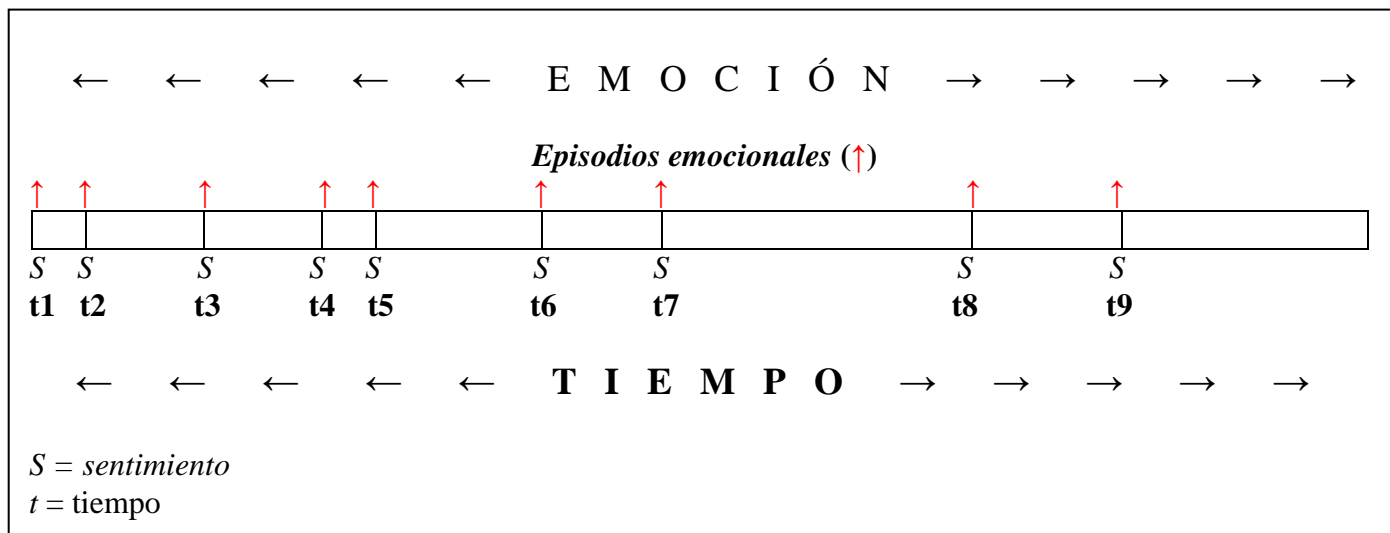 ← ← ← ← ← E M O C I Ó N → → → → →
Episodios emocionales (↑)
↑ ↑ ↑ ↑ ↑ ↑ ↑ ↑ ↑
S S S S S S S S S
t1 t2 t3 t4 t5 t6 t7 t8 t9
← ← ← ← ← T I E M P O → → → → →
S = sentimiento
t = tiempo